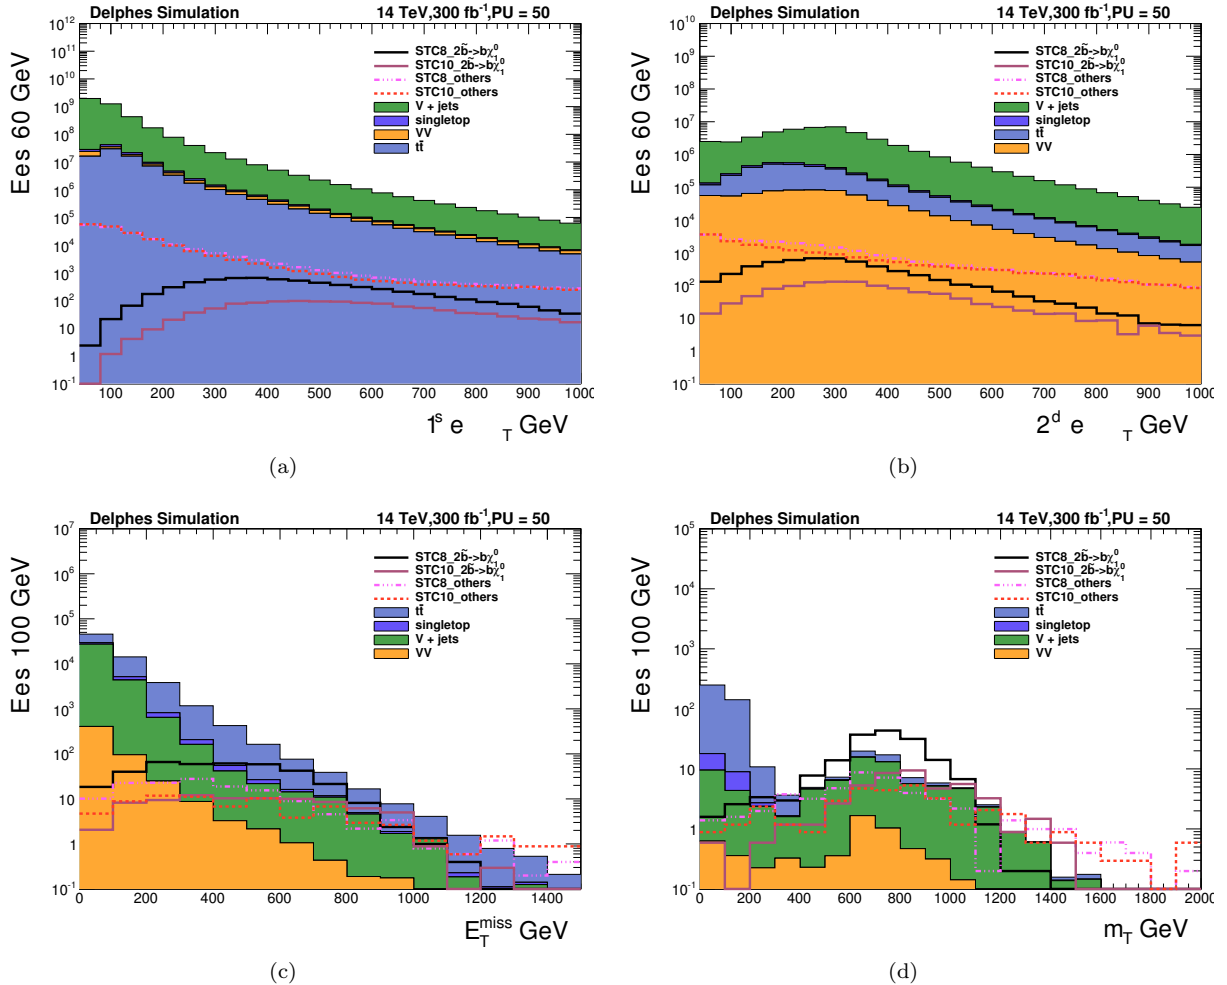 Delphes Simulation 14 TeV,300 fb⁻¹,PU = 50
Ees 60 GeV
10¹²
10¹¹
10¹⁰
10⁹
10⁸
10⁷
10⁶
10⁵
10⁴
10³
10²
10
1
10⁻¹
STC8_2b̃->bχ₁⁰
STC10_2b̃->bχ₁⁰
STC8_others
STC10_others
V + jets
singletop
VV
tt̄
100 200 300 400 500 600 700 800 900 1000
1ˢ e T GeV
(a)
Delphes Simulation 14 TeV,300 fb⁻¹,PU = 50
Ees 60 GeV
10¹⁰
10⁹
10⁸
10⁷
10⁶
10⁵
10⁴
10³
10²
10
1
10⁻¹
STC8_2b̃->bχ₁⁰
STC10_2b̃->bχ₁⁰
STC8_others
STC10_others
V + jets
singletop
tt̄
VV
100 200 300 400 500 600 700 800 900 1000
2ᵈ e T GeV
(b)
Delphes Simulation 14 TeV,300 fb⁻¹,PU = 50
Ees 100 GeV
10⁷
10⁶
10⁵
10⁴
10³
10²
10
1
10⁻¹
STC8_2b̃->bχ₁⁰
STC10_2b̃->bχ₁⁰
STC8_others
STC10_others
tt̄
singletop
V + jets
VV
0 200 400 600 800 1000 1200 1400
E_T^miss GeV
(c)
Delphes Simulation 14 TeV,300 fb⁻¹,PU = 50
Ees 100 GeV
10⁵
10⁴
10³
10²
10
1
10⁻¹
STC8_2b̃->bχ₁⁰
STC10_2b̃->bχ₁⁰
STC8_others
STC10_others
tt̄
singletop
V + jets
VV
0 200 400 600 800 1000 1200 1400 1600 1800 2000
m_T GeV
(d)